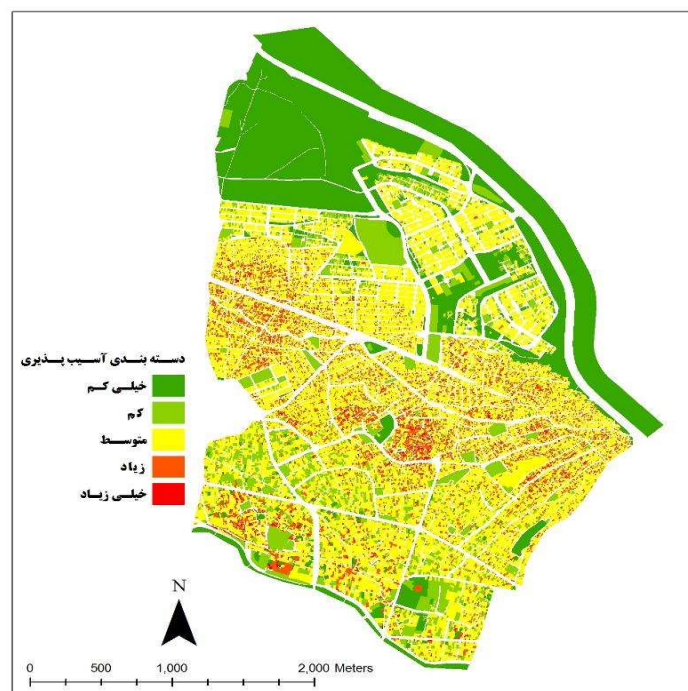 دسته بندی آسیب پذیری
خیلی کم
کم
متوسط
زیاد
خیلی زیاد
N
0 500 1,000 2,000 Meters